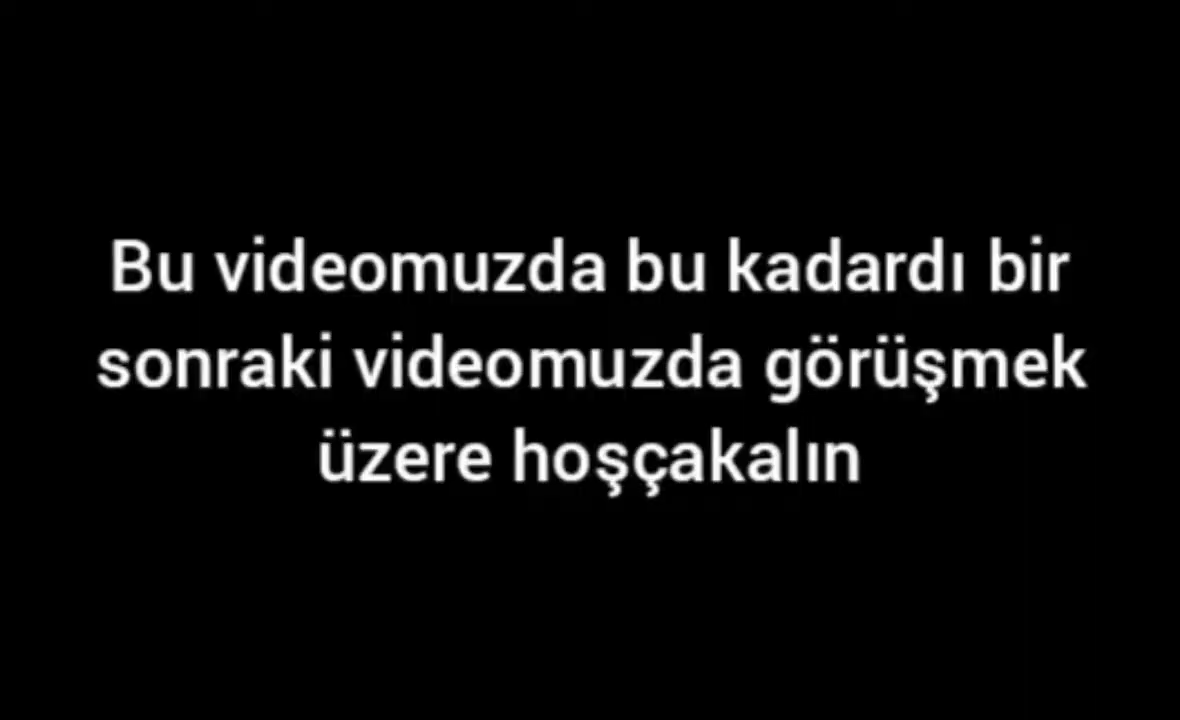 Bu videomuzda bu kadardı bir
sonraki videomuzda görüşmek
üzere hoşçakalın